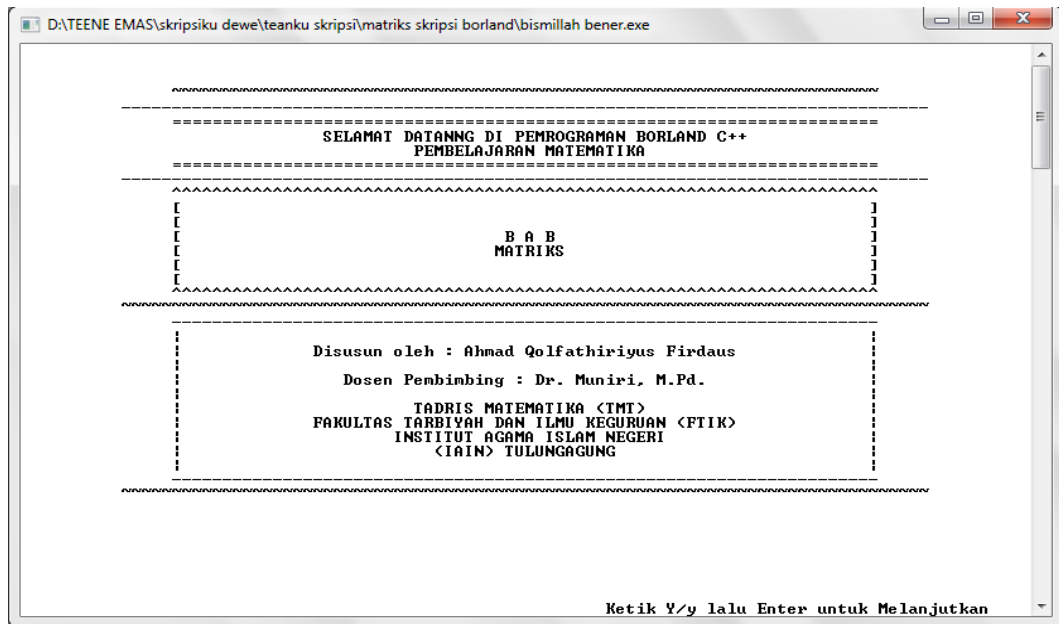 D:\TEENE EMAS\skripsiku dewe\teanku skripsi\matriks skripsi borland\bismillah bener.exe
SELAMAT DATANNG DI PEMROGRAMAN BORLAND C++
PEMBELAJARAN MATEMATIKA
B A B
MATRIKS
Disusun oleh : Ahmad Qolfathiriyus Firdaus
Dosen Pembimbing : Dr. Muniri, M.Pd.
TADRIS MATEMATIKA (TMT)
FAKULTAS TARBIYAH DAN ILMU KEGURUAN (FTIK)
INSTITUT AGAMA ISLAM NEGERI
(IAIN) TULUNGAGUNG
Ketik Y/y lalu Enter untuk Melanjutkan